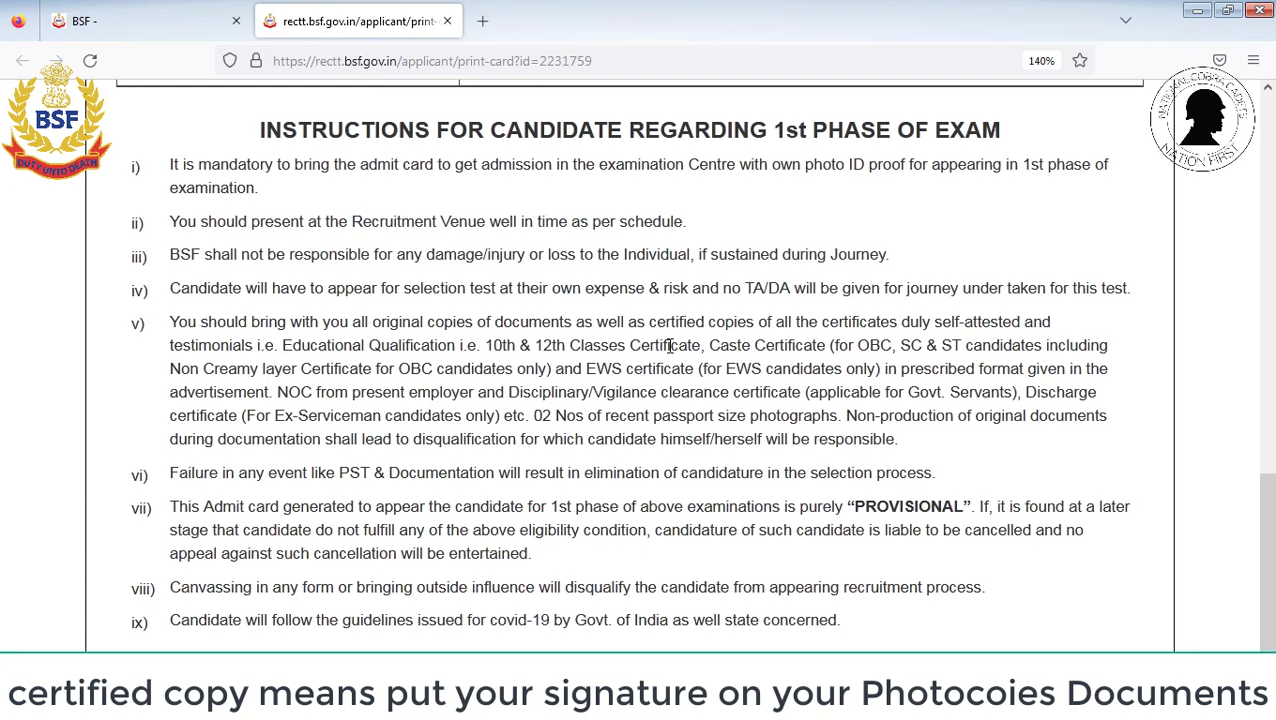 BSF -
rectt.bsf.gov.in/applicant/print-
https://rectt.bsf.gov.in/applicant/print-card?id=2231759
140%
BSF
DUTY UNTO DEATH
NATIONAL COBRA CADETS
NATION FIRST
INSTRUCTIONS FOR CANDIDATE REGARDING 1st PHASE OF EXAM
i) It is mandatory to bring the admit card to get admission in the examination Centre with own photo ID proof for appearing in 1st phase of
examination.
ii) You should present at the Recruitment Venue well in time as per schedule.
iii) BSF shall not be responsible for any damage/injury or loss to the Individual, if sustained during Journey.
iv) Candidate will have to appear for selection test at their own expense & risk and no TA/DA will be given for journey under taken for this test.
v) You should bring with you all original copies of documents as well as certified copies of all the certificates duly self-attested and
testimonials i.e. Educational Qualification i.e. 10th & 12th Classes Certificate, Caste Certificate (for OBC, SC & ST candidates including
Non Creamy layer Certificate for OBC candidates only) and EWS certificate (for EWS candidates only) in prescribed format given in the
advertisement. NOC from present employer and Disciplinary/Vigilance clearance certificate (applicable for Govt. Servants), Discharge
certificate (For Ex-Serviceman candidates only) etc. 02 Nos of recent passport size photographs. Non-production of original documents
during documentation shall lead to disqualification for which candidate himself/herself will be responsible.
vi) Failure in any event like PST & Documentation will result in elimination of candidature in the selection process.
vii) This Admit card generated to appear the candidate for 1st phase of above examinations is purely “PROVISIONAL”. If, it is found at a later
stage that candidate do not fulfill any of the above eligibility condition, candidature of such candidate is liable to be cancelled and no
appeal against such cancellation will be entertained.
viii) Canvassing in any form or bringing outside influence will disqualify the candidate from appearing recruitment process.
ix) Candidate will follow the guidelines issued for covid-19 by Govt. of India as well state concerned.
certified copy means put your signature on your Photocoies Documents